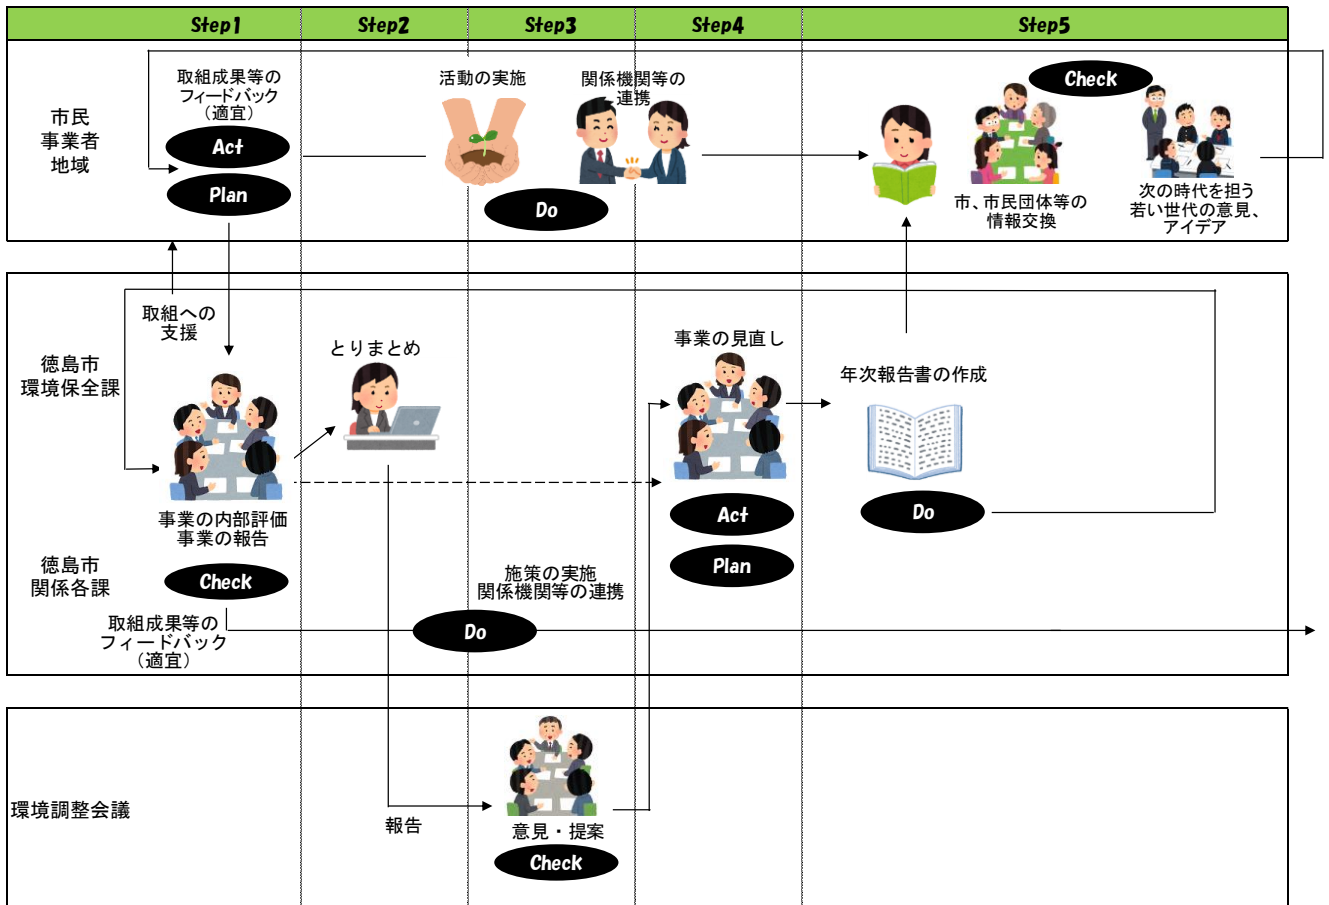 Step1
Step2
Step3
Step4
Step5
市民
事業者
地域
取組成果等の
フィードバック
（適宜）
Act
Plan
活動の実施
関係機関等の
連携
Do
Check
市、市民団体等の
情報交換
次の時代を担う
若い世代の意見、
アイデア
徳島市
環境保全課
徳島市
関係各課
取組への
支援
事業の内部評価
事業の報告
Check
取組成果等の
フィードバック
（適宜）
とりまとめ
施策の実施
関係機関等の連携
Do
事業の見直し
Act
Plan
年次報告書の作成
Do
環境調整会議
報告
意見・提案
Check